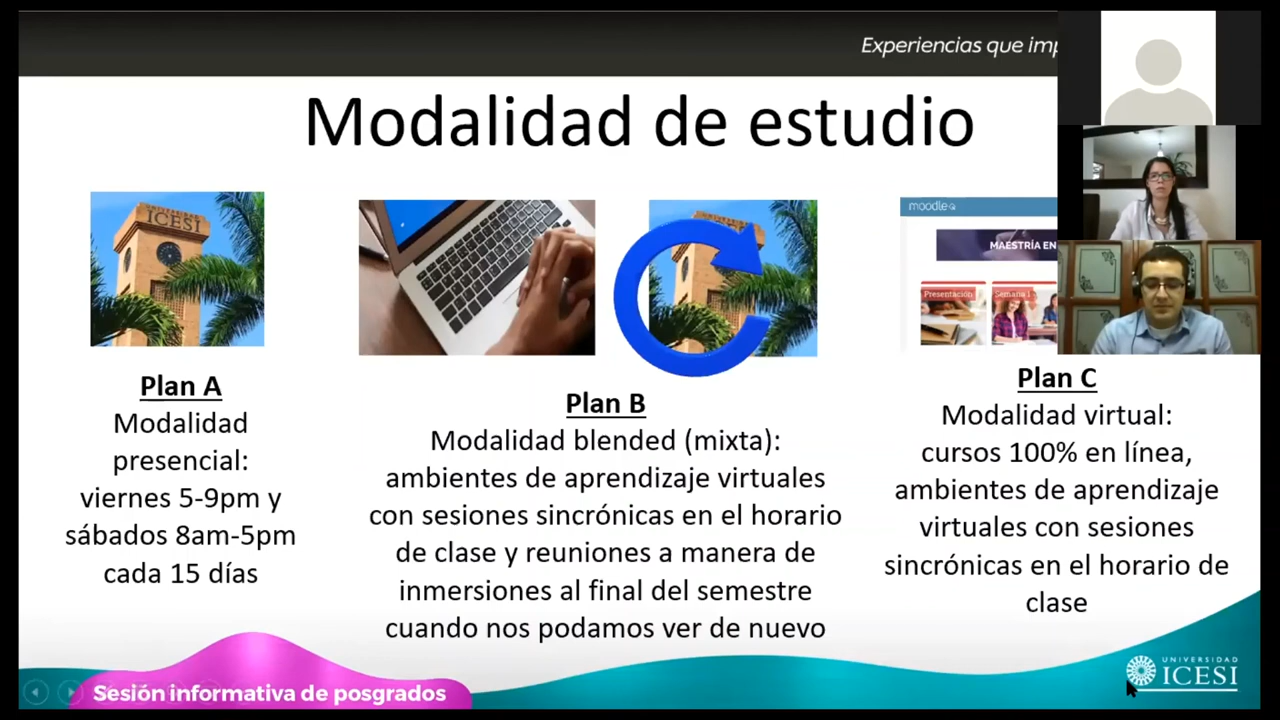 Experiencias que imp
Modalidad de estudio
ICESI
moodle
MAESTRÍA EN
Presentación
Semana 1
Plan A
Modalidad
presencial:
viernes 5-9pm y
sábados 8am-5pm
cada 15 días
Plan B
Modalidad blended (mixta):
ambientes de aprendizaje virtuales
con sesiones sincrónicas en el horario
de clase y reuniones a manera de
inmersiones al final del semestre
cuando nos podamos ver de nuevo
Plan C
Modalidad virtual:
cursos 100% en línea,
ambientes de aprendizaje
virtuales con sesiones
sincrónicas en el horario de
clase
Sesión informativa de posgrados
UNIVERSIDAD
ICESI